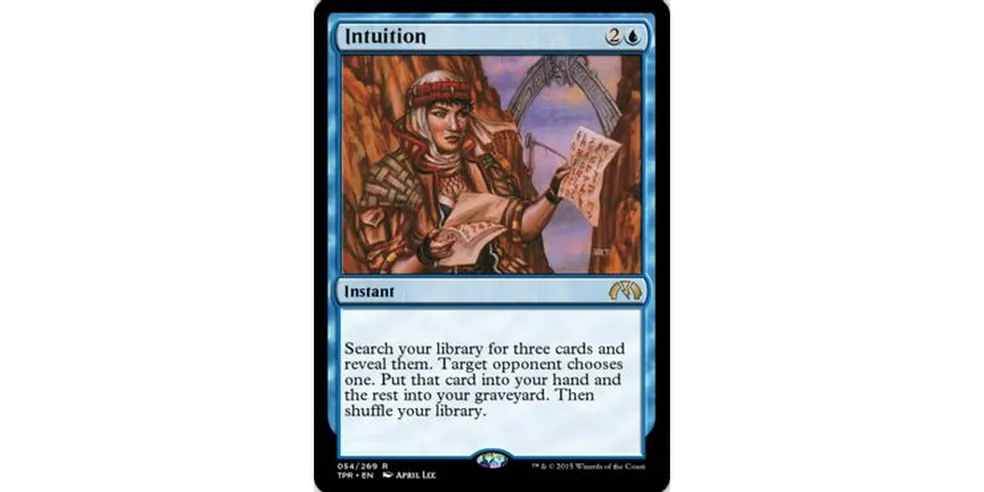 Intuition 2
Instant
Search your library for three cards and
reveal them. Target opponent chooses
one. Put that card into your hand and
the rest into your graveyard. Then
shuffle your library.
054/269 R
TPR • EN APRIL LEE
™ & © 2015 Wizards of the Coast